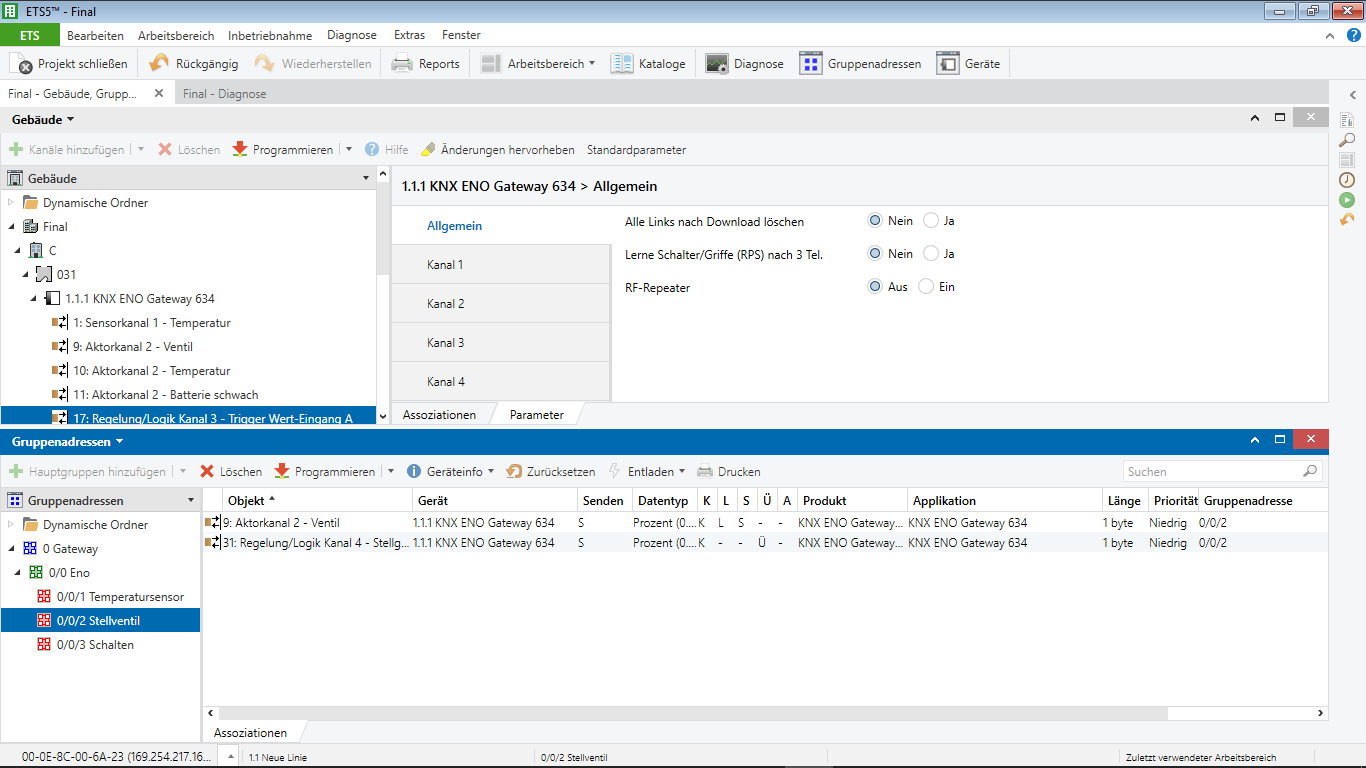 ETS5™ - Final
ETS Bearbeiten Arbeitsbereich Inbetriebnahme Diagnose Extras Fenster
Projekt schließen Rückgängig Wiederherstellen Reports Arbeitsbereich Kataloge Diagnose Gruppenadressen Geräte
Final - Gebäude, Grupp... Final - Diagnose
Gebäude
Kanäle hinzufügen Löschen Programmieren Hilfe Änderungen hervorheben Standardparameter
Gebäude
Dynamische Ordner
Final
C
031
1.1.1 KNX ENO Gateway 634
1: Sensorkanal 1 - Temperatur
9: Aktorkanal 2 - Ventil
10: Aktorkanal 2 - Temperatur
11: Aktorkanal 2 - Batterie schwach
17: Regelung/Logik Kanal 3 - Trigger Wert-Eingang A
1.1.1 KNX ENO Gateway 634 > Allgemein
Allgemein
Kanal 1
Kanal 2
Kanal 3
Kanal 4
Alle Links nach Download löschen Nein Ja
Lerne Schalter/Griffe (RPS) nach 3 Tel. Nein Ja
RF-Repeater Aus Ein
Assoziationen Parameter
Gruppenadressen
Hauptgruppen hinzufügen Löschen Programmieren Geräteinfo Zurücksetzen Entladen Drucken Suchen
Gruppenadressen
Dynamische Ordner
0 Gateway
0/0 Eno
0/0/1 Temperatursensor
0/0/2 Stellventil
0/0/3 Schalten
Objekt Gerät Senden Datentyp K L S Ü A Produkt Applikation Länge Priorität Gruppenadresse
9: Aktorkanal 2 - Ventil 1.1.1 KNX ENO Gateway 634 S Prozent (0.... K L S - - KNX ENO Gateway... KNX ENO Gateway 634 1 byte Niedrig 0/0/2
31: Regelung/Logik Kanal 4 - Stellg... 1.1.1 KNX ENO Gateway 634 S Prozent (0.... K - - Ü - KNX ENO Gateway... KNX ENO Gateway 634 1 byte Niedrig 0/0/2
Assoziationen
00-0E-8C-00-6A-23 (169.254.217.16... 1.1 Neue Linie 0/0/2 Stellventil Zuletzt verwendeter Arbeitsbereich